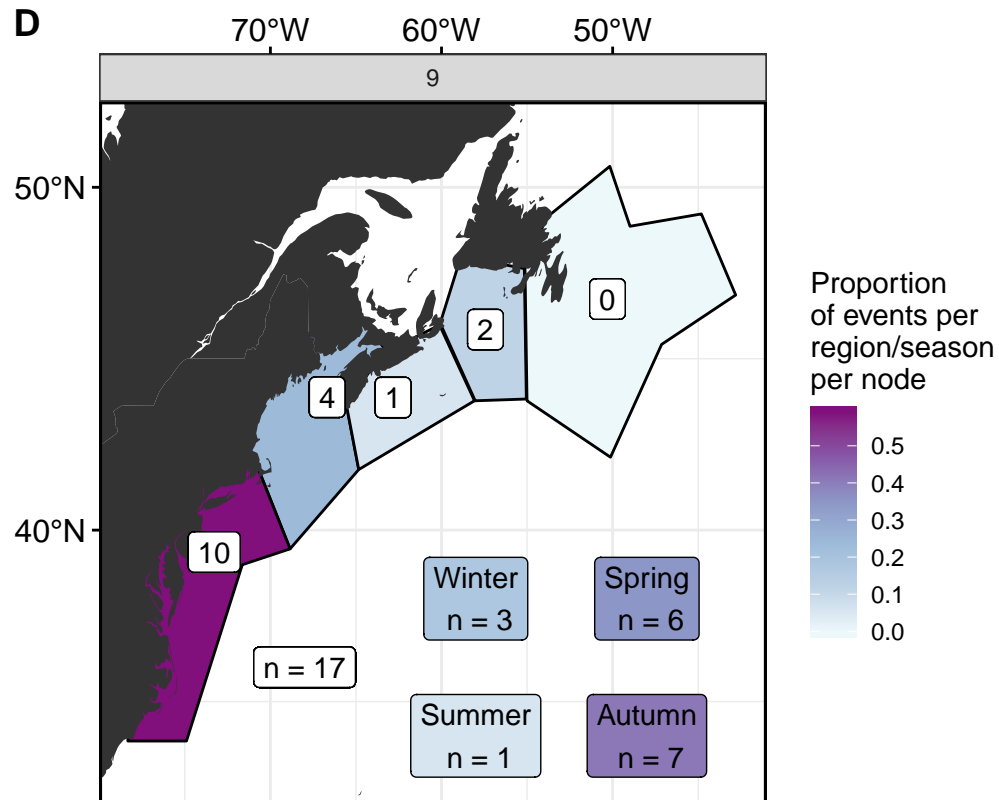 D
70°W 60°W 50°W
9
50°N
40°N
0
2
4
1
10
n = 17
Winter
n = 3
Spring
n = 6
Summer
n = 1
Autumn
n = 7
Proportion
of events per
region/season
per node
0.5
0.4
0.3
0.2
0.1
0.0